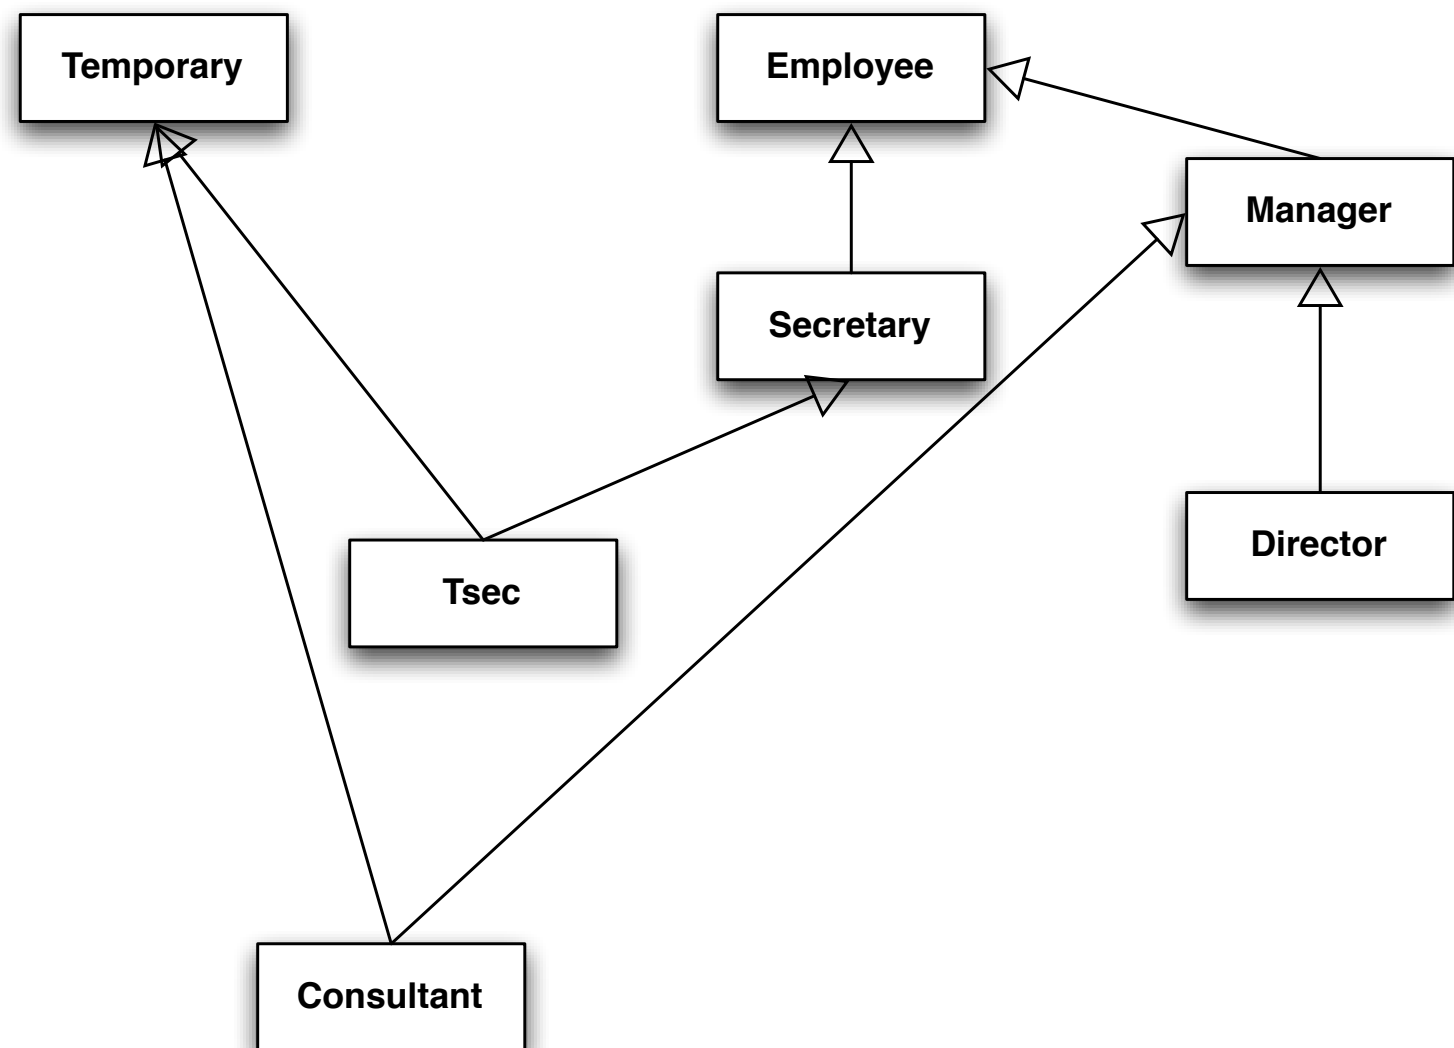 Temporary
Employee
Manager
Secretary
Director
Tsec
Consultant